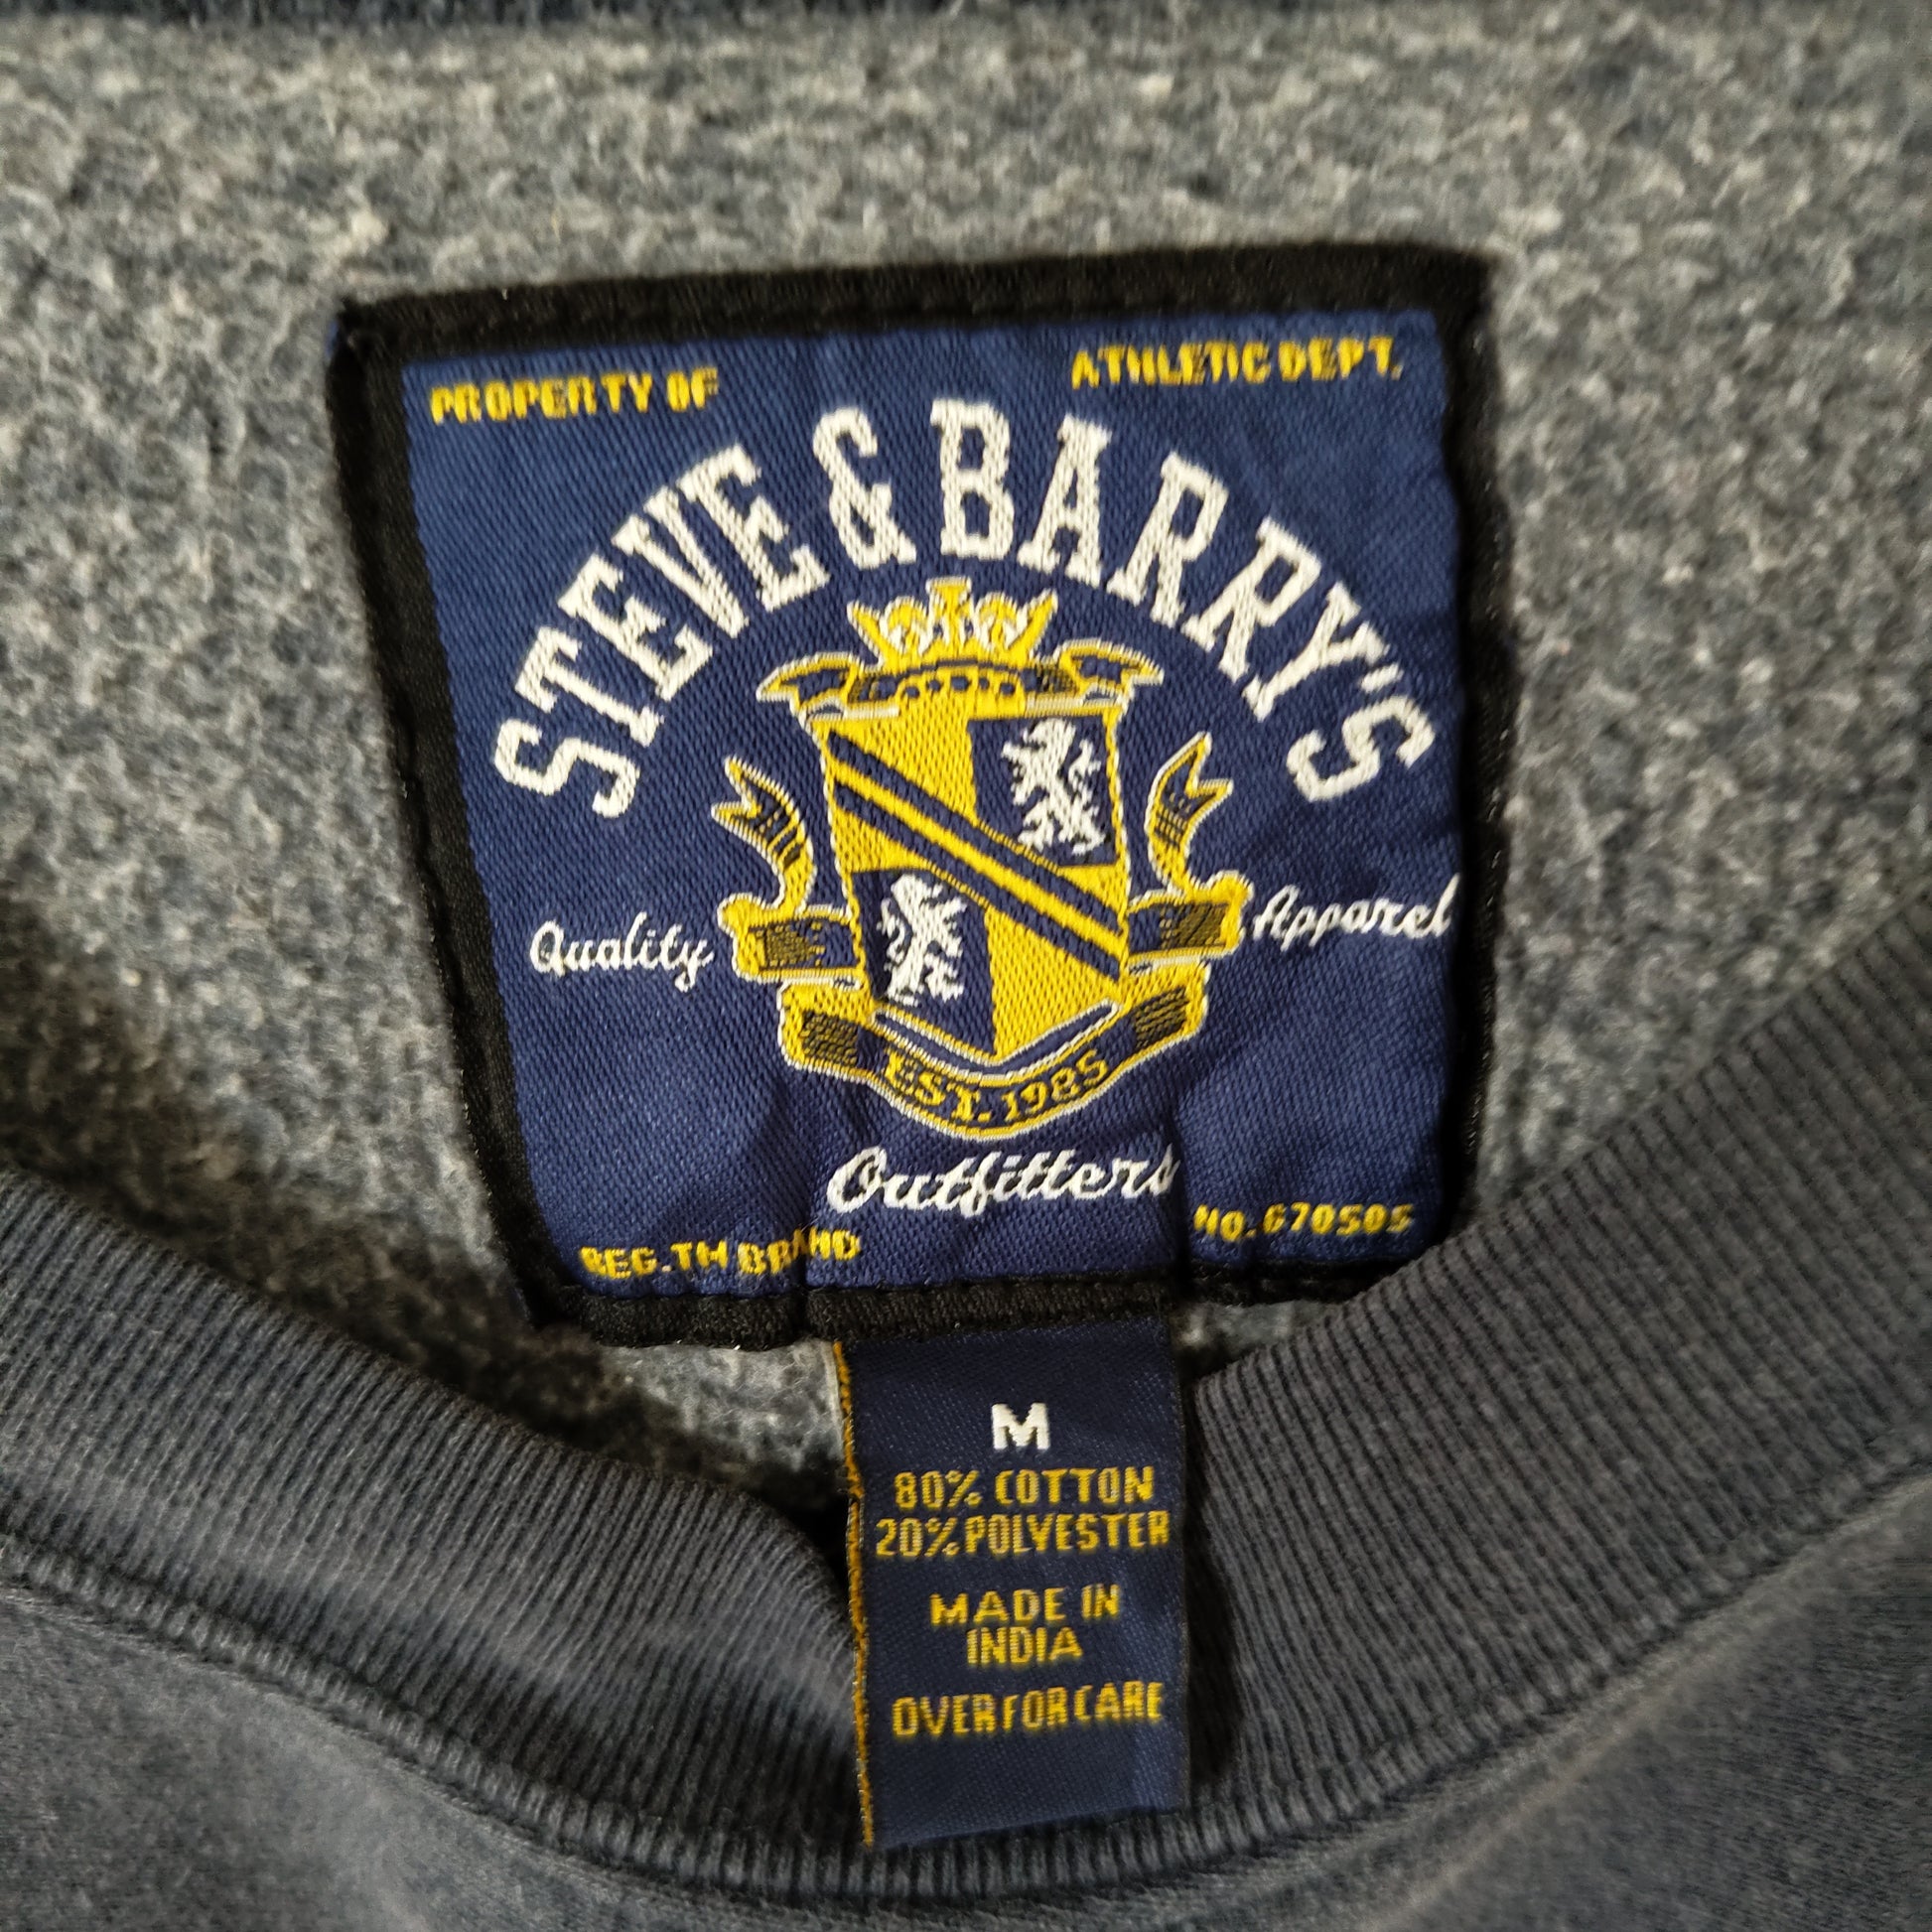 PROPERTY OF ATHLETIC DEPT.
STEVE & BARRY'S
Quality Apparel
EST. 1985
Outfitters
REG.TM BRAND NO.670505
M
80% COTTON
20% POLYESTER
MADE IN
INDIA
OVER FOR CARE